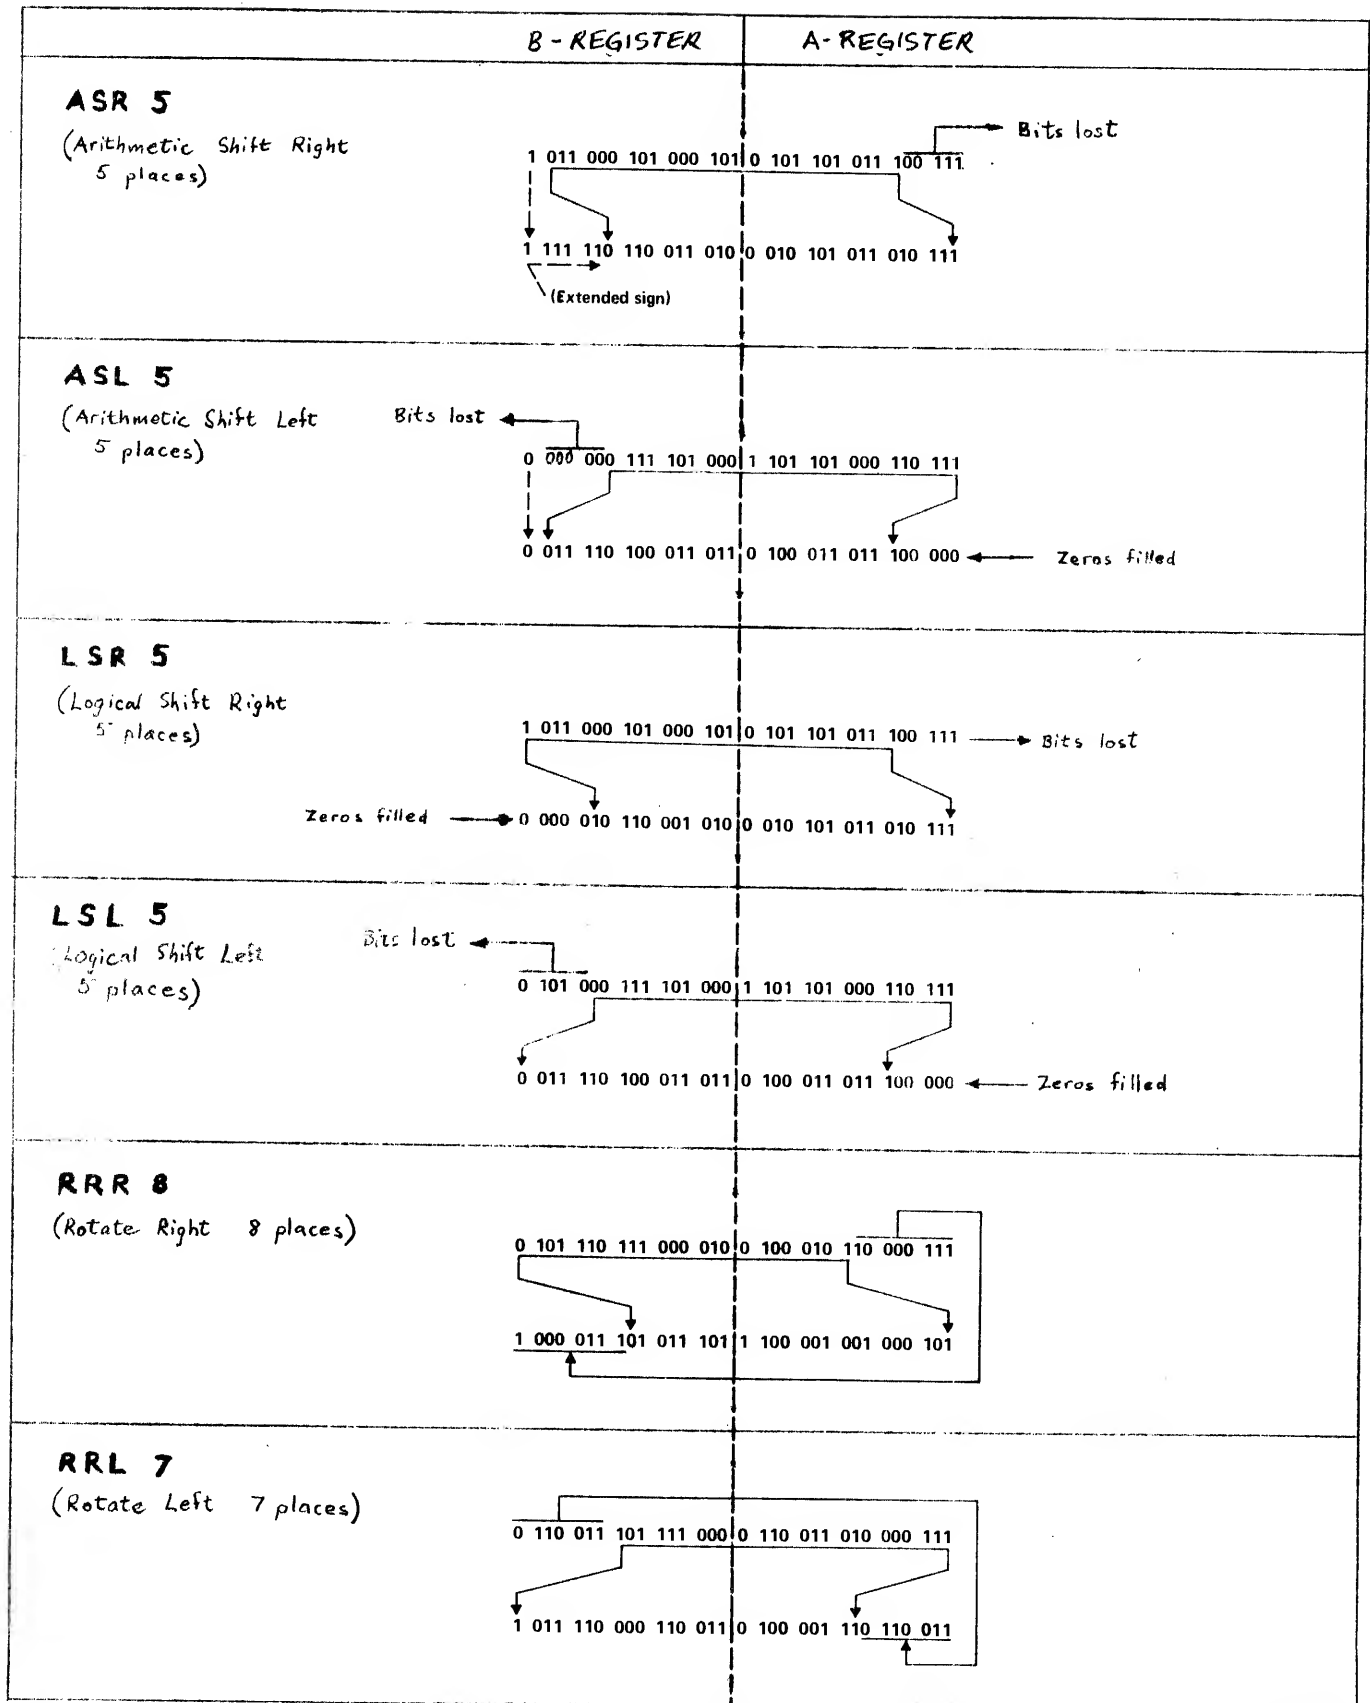 B - REGISTER A - REGISTER
ASR 5
(Arithmetic Shift Right
5 places)
Bits lost
1 011 000 101 000 101 0 101 101 011 100 111
1 111 110 110 011 010 0 010 101 011 010 111
(Extended sign)
ASL 5
(Arithmetic Shift Left
5 places)
Bits lost
0 000 000 111 101 000 1 101 101 000 110 111
0 011 110 100 011 011 0 100 011 011 100 000
Zeros filled
LSR 5
(Logical Shift Right
5 places)
1 011 000 101 000 101 0 101 101 011 100 111
Bits lost
Zeros filled
0 000 010 110 001 010 0 010 101 011 010 111
LSL 5
(Logical Shift Left
5 places)
Bits lost
0 101 000 111 101 000 1 101 101 000 110 111
0 011 110 100 011 011 0 100 011 011 100 000
Zeros filled
RRR 8
(Rotate Right 8 places)
0 101 110 111 000 010 0 100 010 110 000 111
1 000 011 101 011 101 1 100 001 001 000 101
RRL 7
(Rotate Left 7 places)
0 110 011 101 111 000 0 110 011 010 000 111
1 011 110 000 110 011 0 100 001 110 110 011